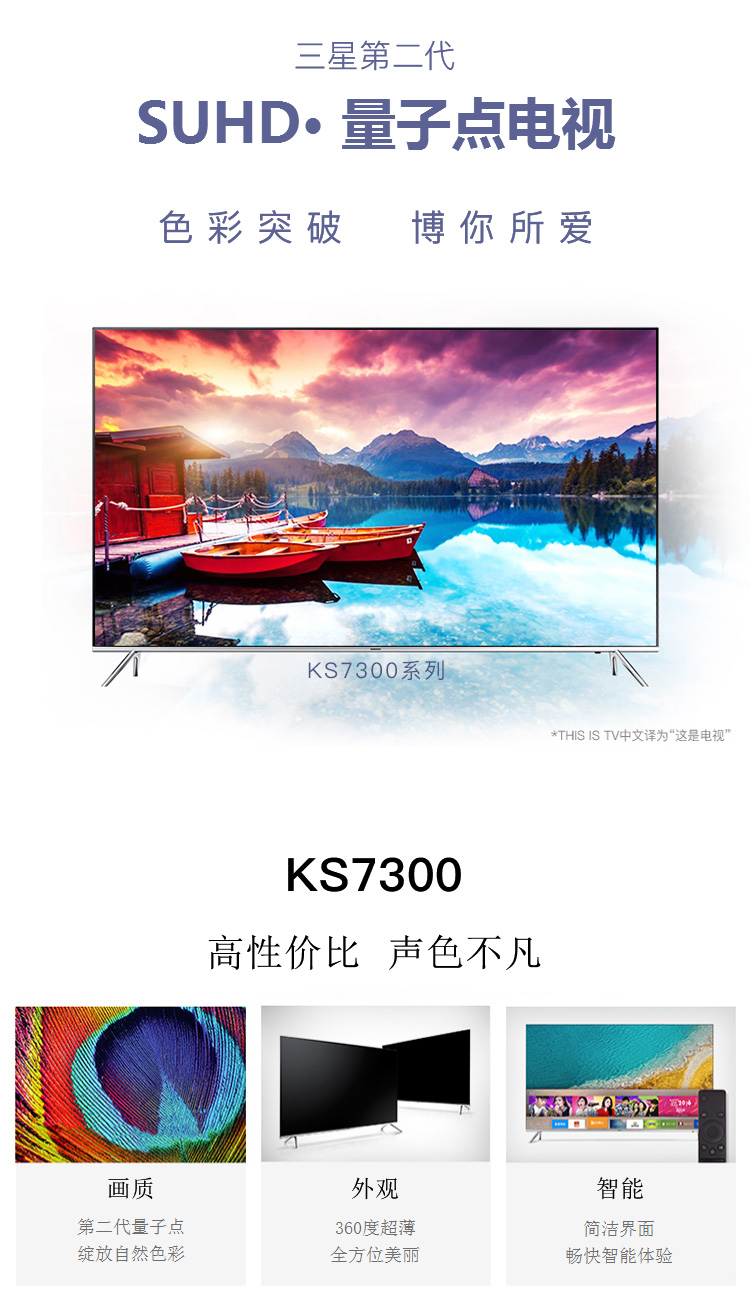 三星第二代
SUHD• 量子点电视
色彩突破 博你所爱
KS7300系列
*THIS IS TV中文译为“这是电视”
KS7300
高性价比 声色不凡
画质
第二代量子点
绽放自然色彩
外观
360度超薄
全方位美丽
智能
简洁界面
畅快智能体验